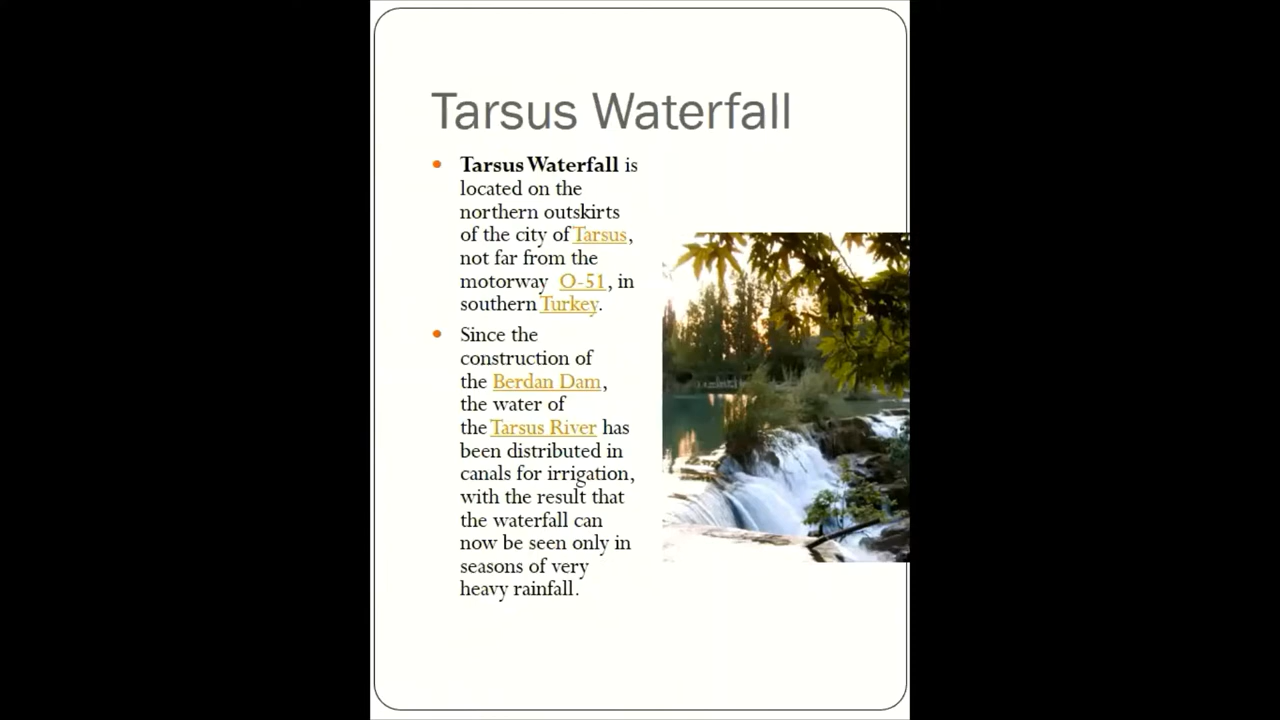 Tarsus Waterfall
• Tarsus Waterfall is
located on the
northern outskirts
of the city of Tarsus,
not far from the
motorway O-51, in
southern Turkey.
• Since the
construction of
the Berdan Dam,
the water of
the Tarsus River has
been distributed in
canals for irrigation,
with the result that
the waterfall can
now be seen only in
seasons of very
heavy rainfall.